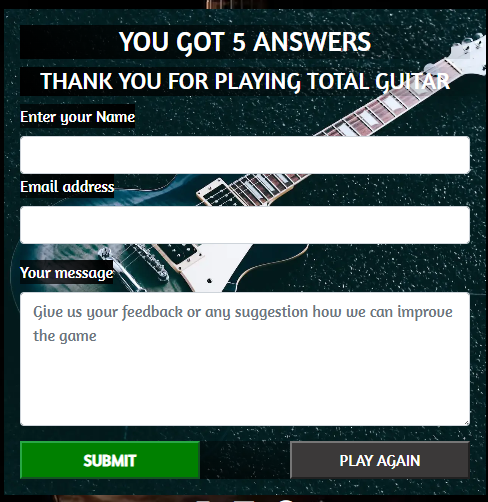 YOU GOT 5 ANSWERS
THANK YOU FOR PLAYING TOTAL GUITAR
Enter your Name
Email address
Your message
Give us your feedback or any suggestion how we can improve
the game
SUBMIT
PLAY AGAIN